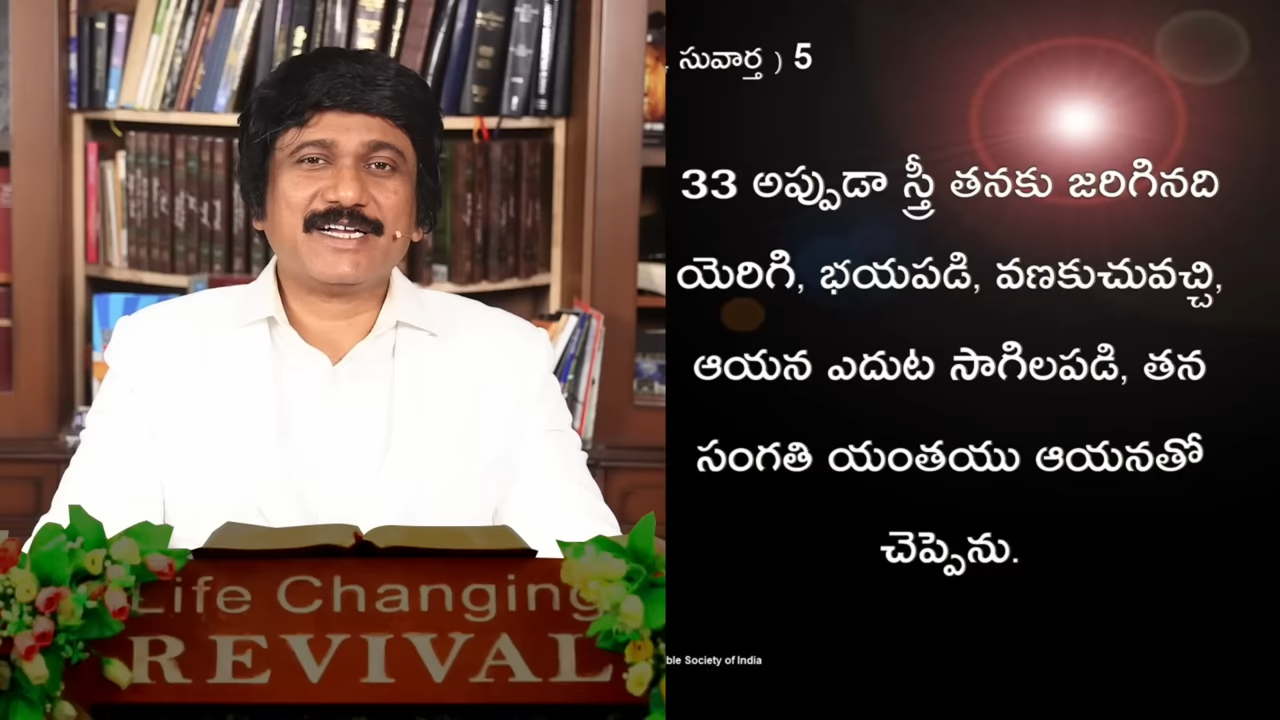 సువార్త ) 5
33 అప్పుడా స్త్రీ తనకు జరిగినది
యెరిగి, భయపడి, వణకుచువచ్చి,
ఆయన ఎదుట సాగిలపడి, తన
సంగతి యంతయు ఆయనతో
చెప్పెను.
ble Society of India
Life Changing
REVIVAL